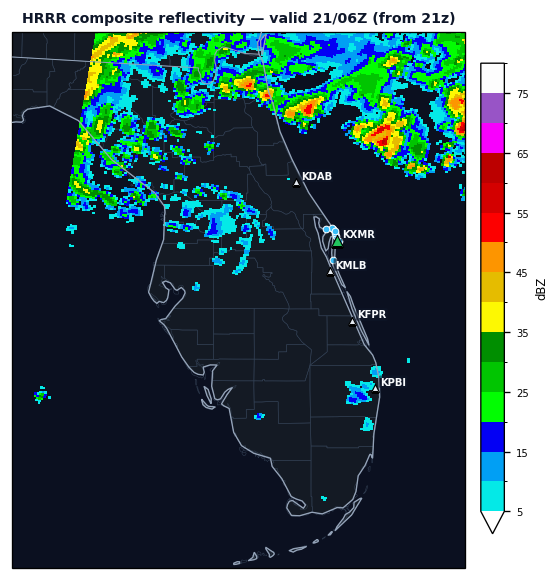 HRRR composite reflectivity — valid 21/06Z (from 21z)
KDAB
KXMR
KMLB
KFPR
KPBI
75
65
55
45
35
25
15
5
dBZ